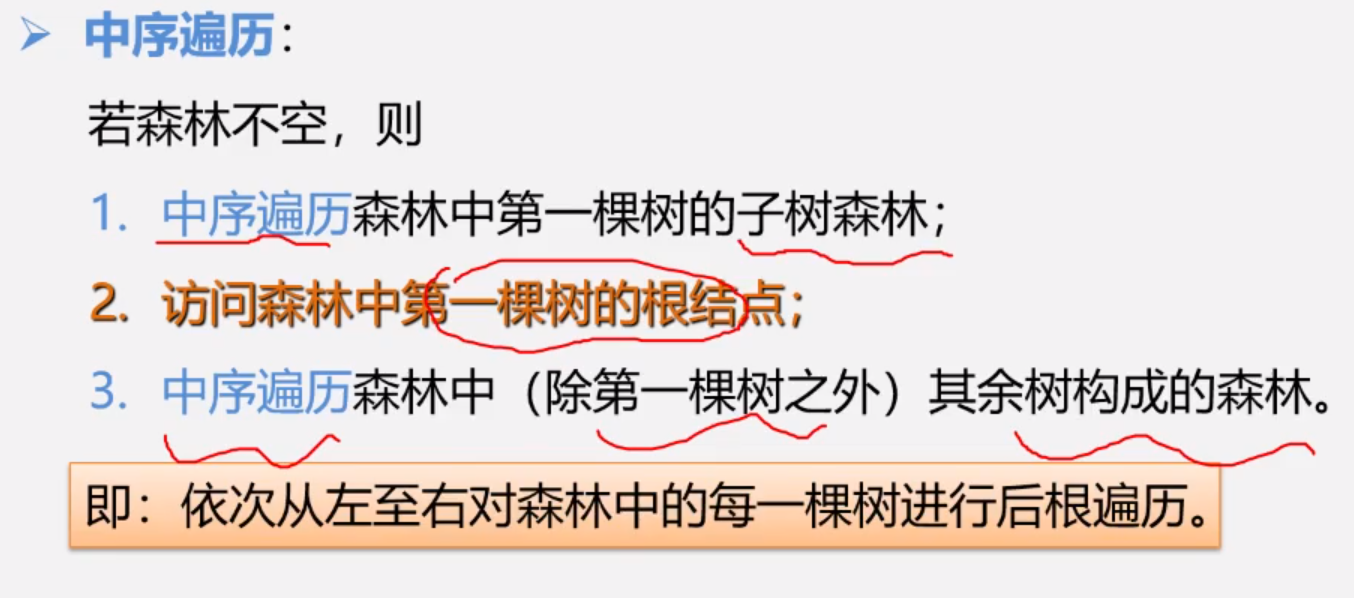 中序遍历：
若森林不空，则
1. 中序遍历森林中第一棵树的子树森林；
2. 访问森林中第一棵树的根结点；
3. 中序遍历森林中（除第一棵树之外）其余树构成的森林。
即：依次从左至右对森林中的每一棵树进行后根遍历。